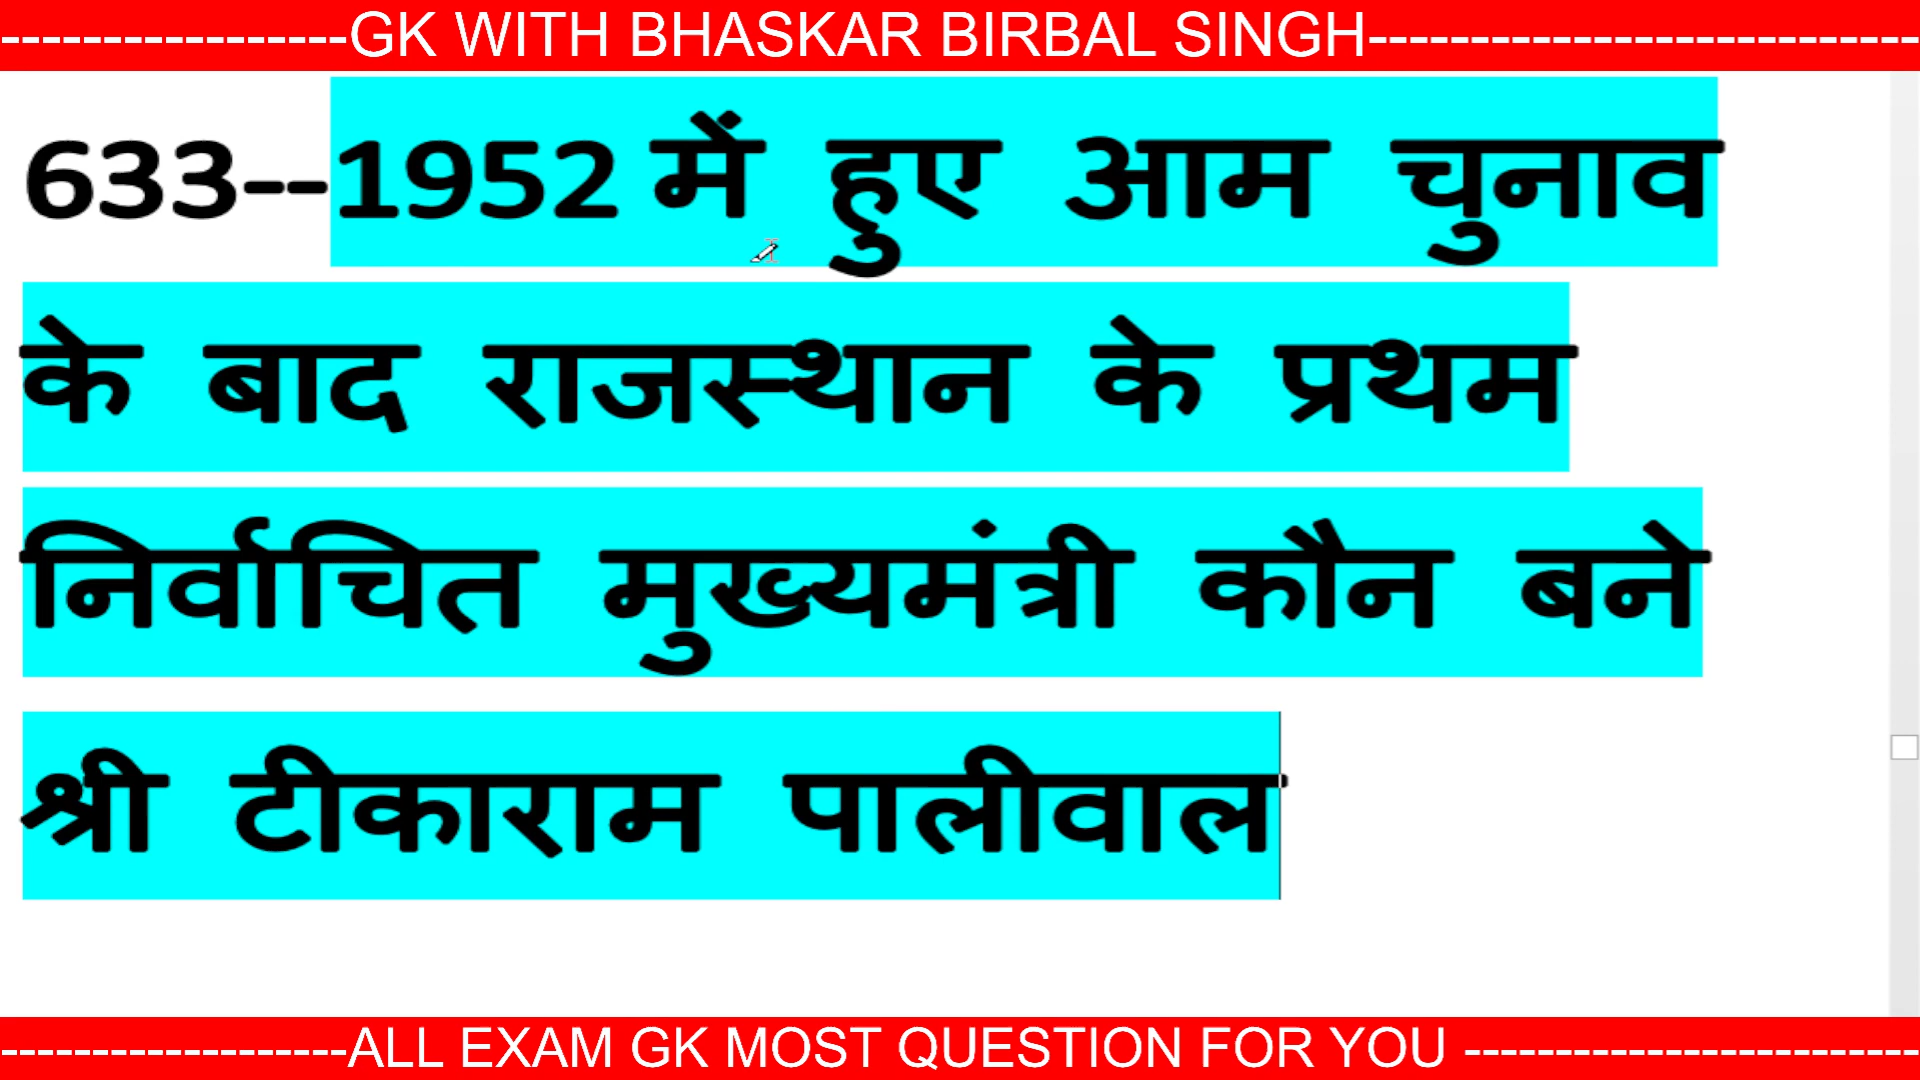 -----------------GK WITH BHASKAR BIRBAL SINGH---------------------------
633--1952 में हुए आम चुनाव
के बाद राजस्थान के प्रथम
निर्वाचित मुख्यमंत्री कौन बने
श्री टीकाराम पालीवाल
-------------------ALL EXAM GK MOST QUESTION FOR YOU -------------------------